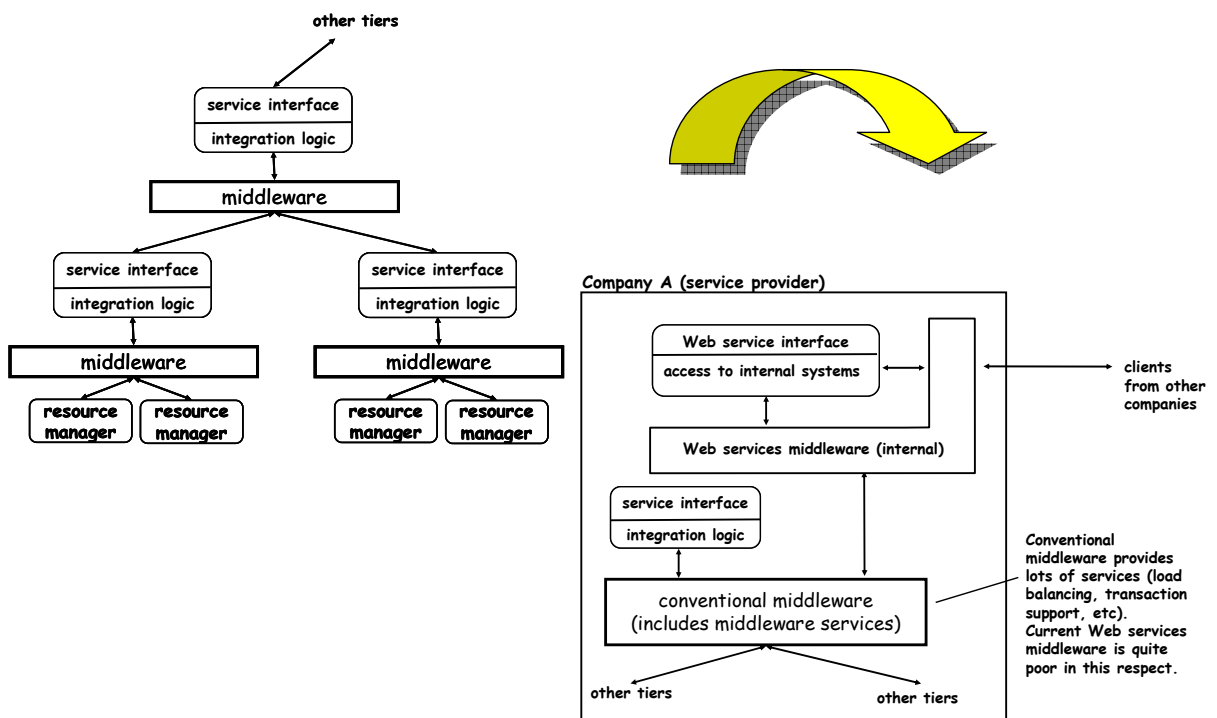 other tiers
service interface
integration logic
middleware
service interface
integration logic
service interface
integration logic
middleware
middleware
resource
manager
resource
manager
resource
manager
resource
manager
Company A (service provider)
Web service interface
access to internal systems
clients
from other
companies
Web services middleware (internal)
service interface
integration logic
conventional middleware
(includes middleware services)
other tiers
other tiers
Conventional
middleware provides
lots of services (load
balancing, transaction
support, etc).
Current Web services
middleware is quite
poor in this respect.